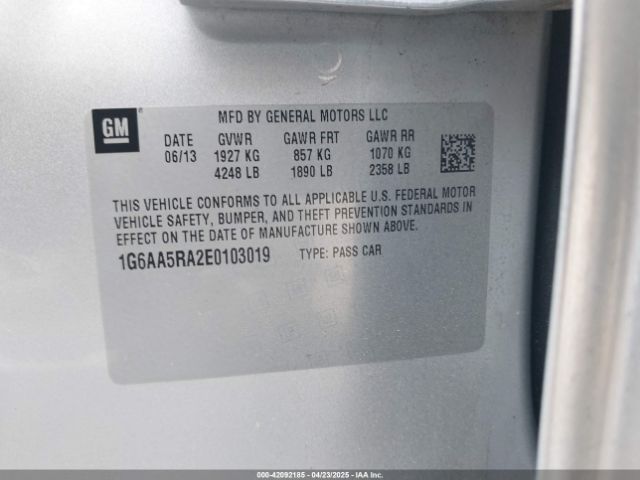 GM
MFD BY GENERAL MOTORS LLC
DATE GVWR GAWR FRT GAWR RR
06/13 1927 KG 857 KG 1070 KG
4248 LB 1890 LB 2358 LB
THIS VEHICLE CONFORMS TO ALL APPLICABLE U.S. FEDERAL MOTOR
VEHICLE SAFETY, BUMPER, AND THEFT PREVENTION STANDARDS IN
EFFECT ON THE DATE OF MANUFACTURE SHOWN ABOVE.
1G6AA5RA2E0103019 TYPE: PASS CAR
000-42092185 - 04/23/2025 - IAA Inc.